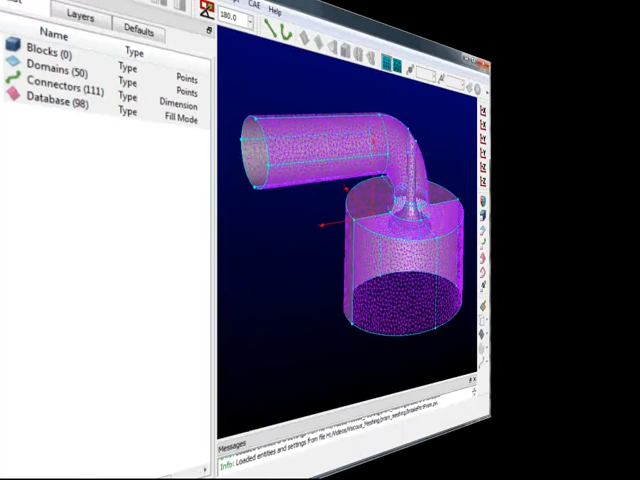 180.0
CAE Help
Layers
Defaults
Name Type
Blocks (0) Type
Domains (50) Type Points
Connectors (111) Type Points
Database (98) Type Dimension
Type Fill Mode
Messages
Info: Loaded entities and settings from file